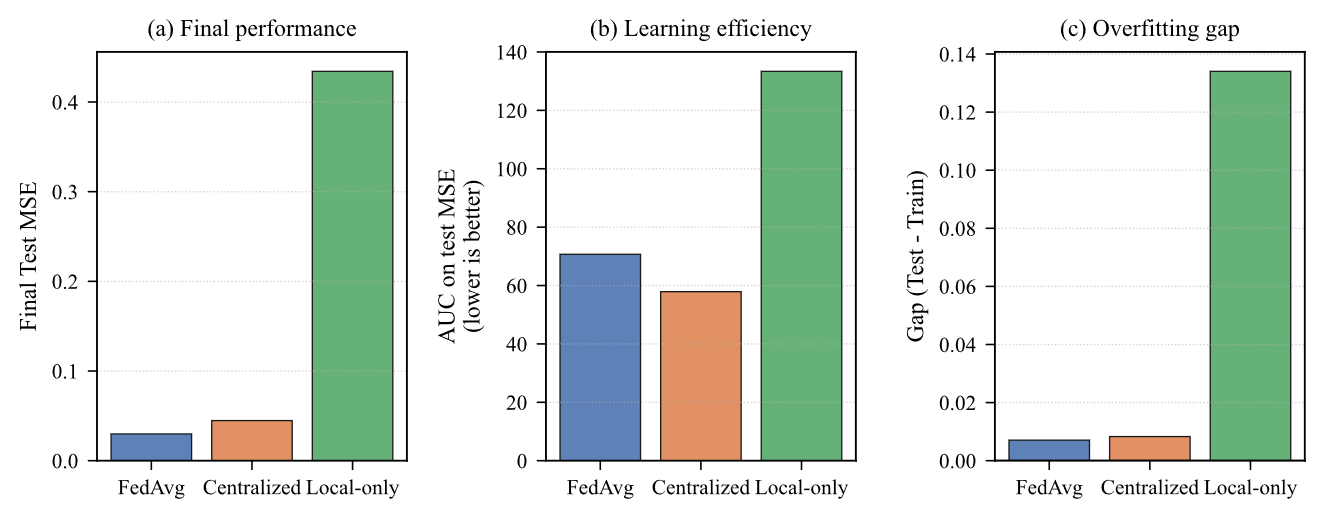 (a) Final performance
Final Test MSE
0.4
0.3
0.2
0.1
0.0
FedAvg Centralized Local-only
(b) Learning efficiency
AUC on test MSE
(lower is better)
140
120
100
80
60
40
20
0
FedAvg Centralized Local-only
(c) Overfitting gap
Gap (Test - Train)
0.14
0.12
0.10
0.08
0.06
0.04
0.02
0.00
FedAvg Centralized Local-only